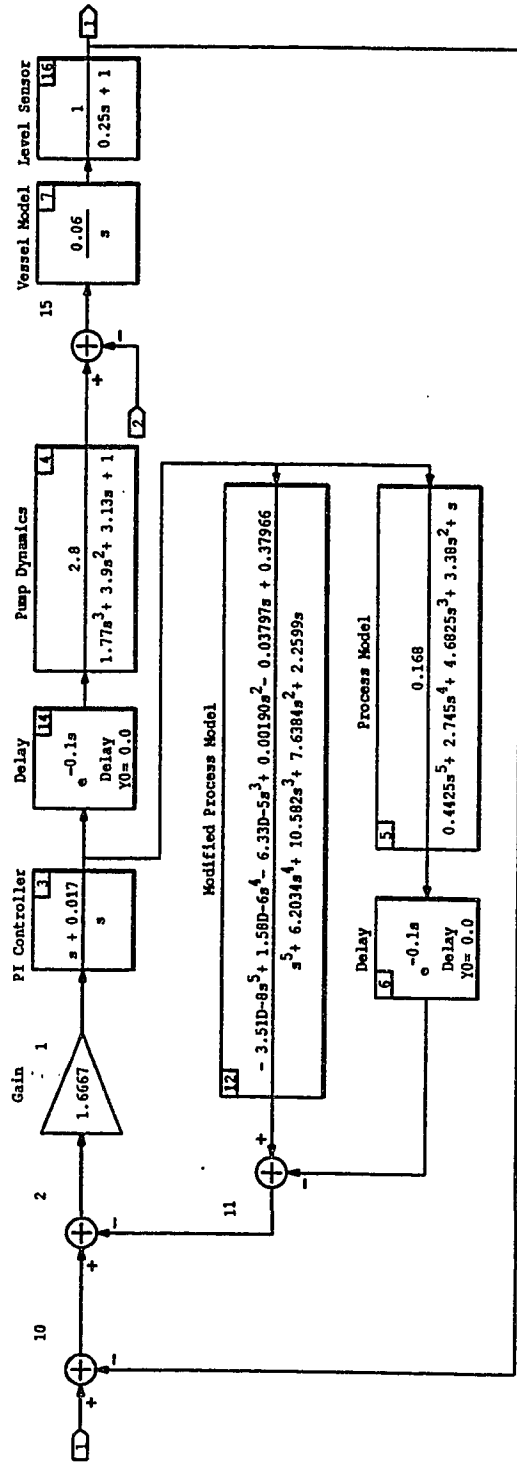 1
10
2
Gain
1
1.6667
PI Controller
3
s + 0.017
s
Delay
14
e^-0.1s
Delay
Y0= 0.0
Pump Dynamics
4
2.8
1.77s^3+ 3.9s^2+ 3.13s + 1
15
Vessel Model
7
0.06
s
Level Sensor
16
1
0.25s + 1
1
+
-
+
-
+
-
2
11
+
-
Modified Process Model
12
- 3.51D-8s^5+ 1.58D-6s^4- 6.33D-5s^3+ 0.00190s^2- 0.03797s + 0.37966
s^5+ 6.2034s^4+ 10.582s^3+ 7.6384s^2+ 2.2599s
Delay
6
e^-0.1s
Delay
Y0= 0.0
Process Model
5
0.168
0.4425s^5+ 2.745s^4+ 4.6825s^3+ 3.38s^2+ s